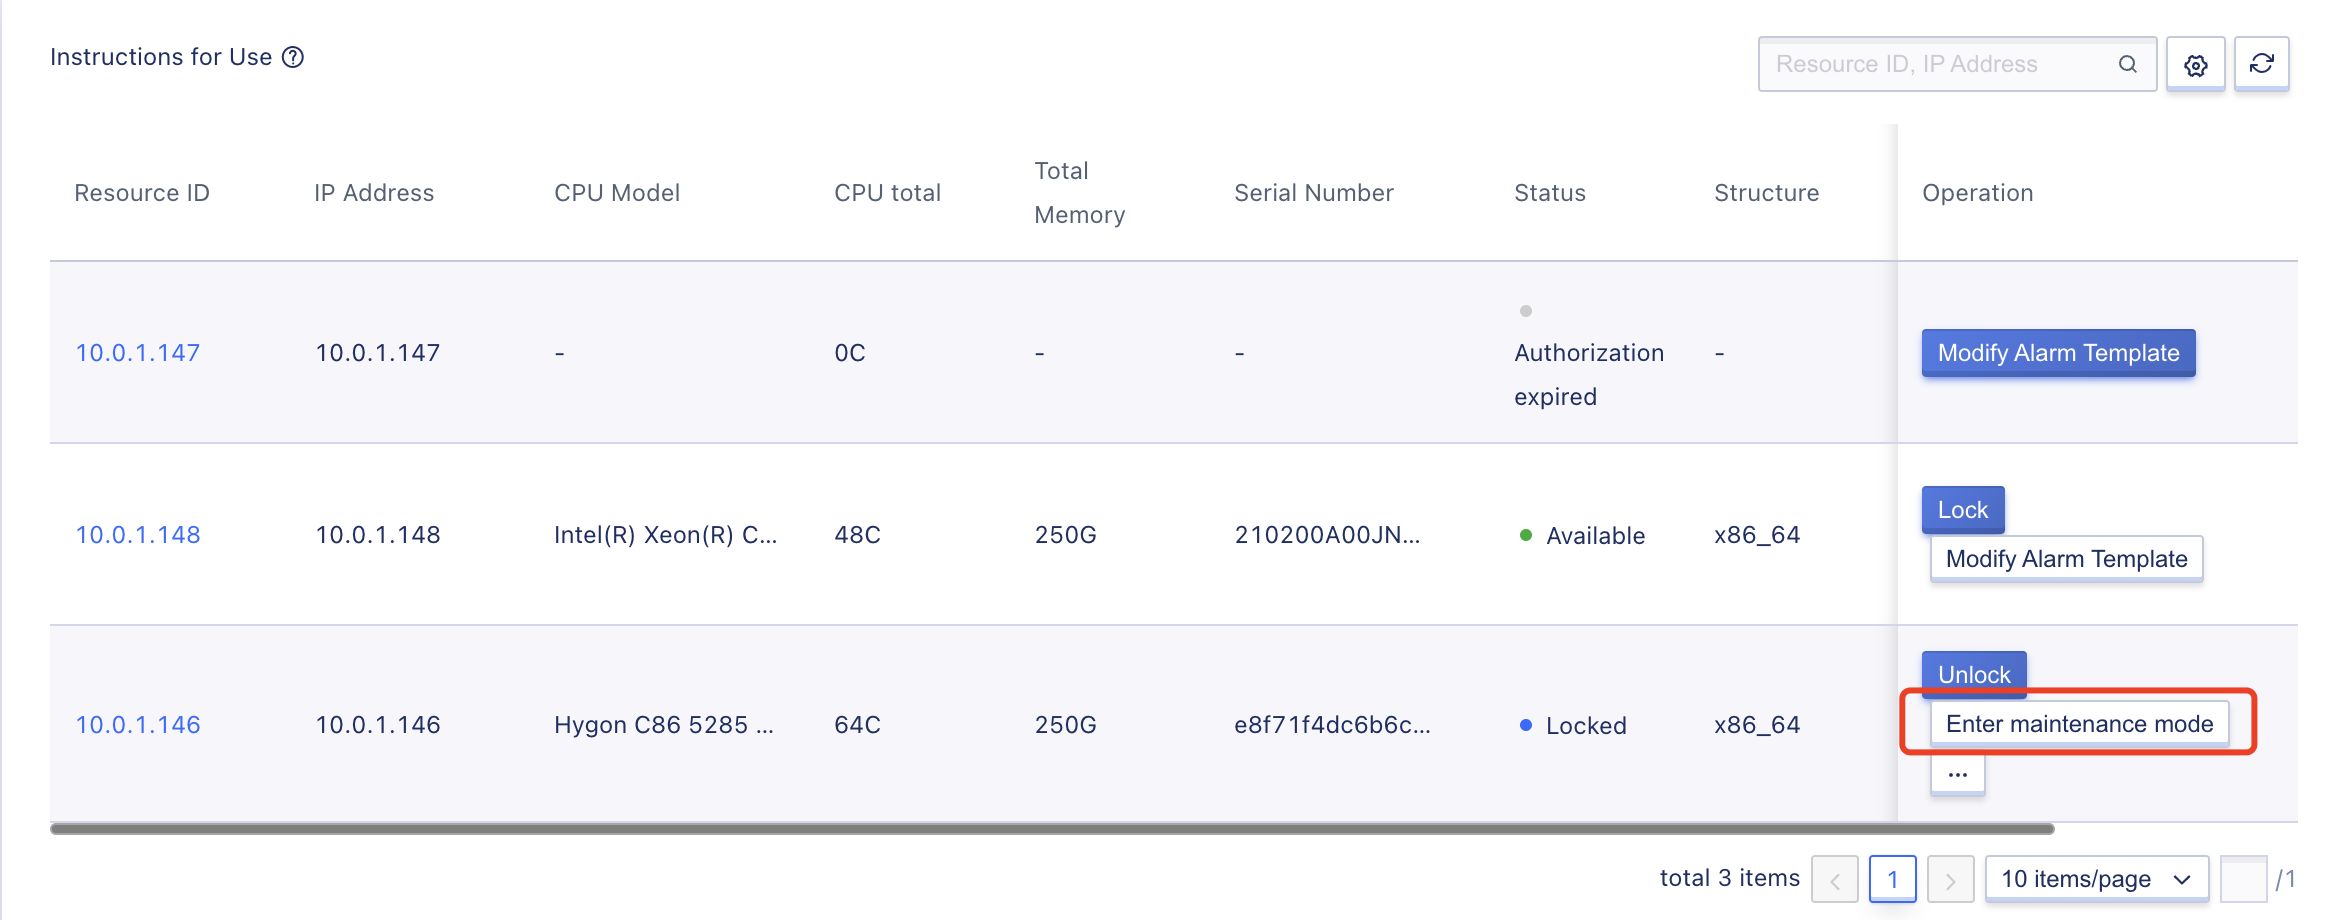 Instructions for Use
Resource ID, IP Address
Resource ID
IP Address
CPU Model
CPU total
Total
Memory
Serial Number
Status
Structure
Operation
10.0.1.147
10.0.1.147
-
0C
-
-
Authorization
expired
-
Modify Alarm Template
10.0.1.148
10.0.1.148
Intel(R) Xeon(R) C...
48C
250G
210200A00JN...
Available
x86_64
Lock
Modify Alarm Template
10.0.1.146
10.0.1.146
Hygon C86 5285 ...
64C
250G
e8f71f4dc6b6c...
Locked
x86_64
Unlock
Enter maintenance mode
...
total 3 items
1
10 items/page
/1